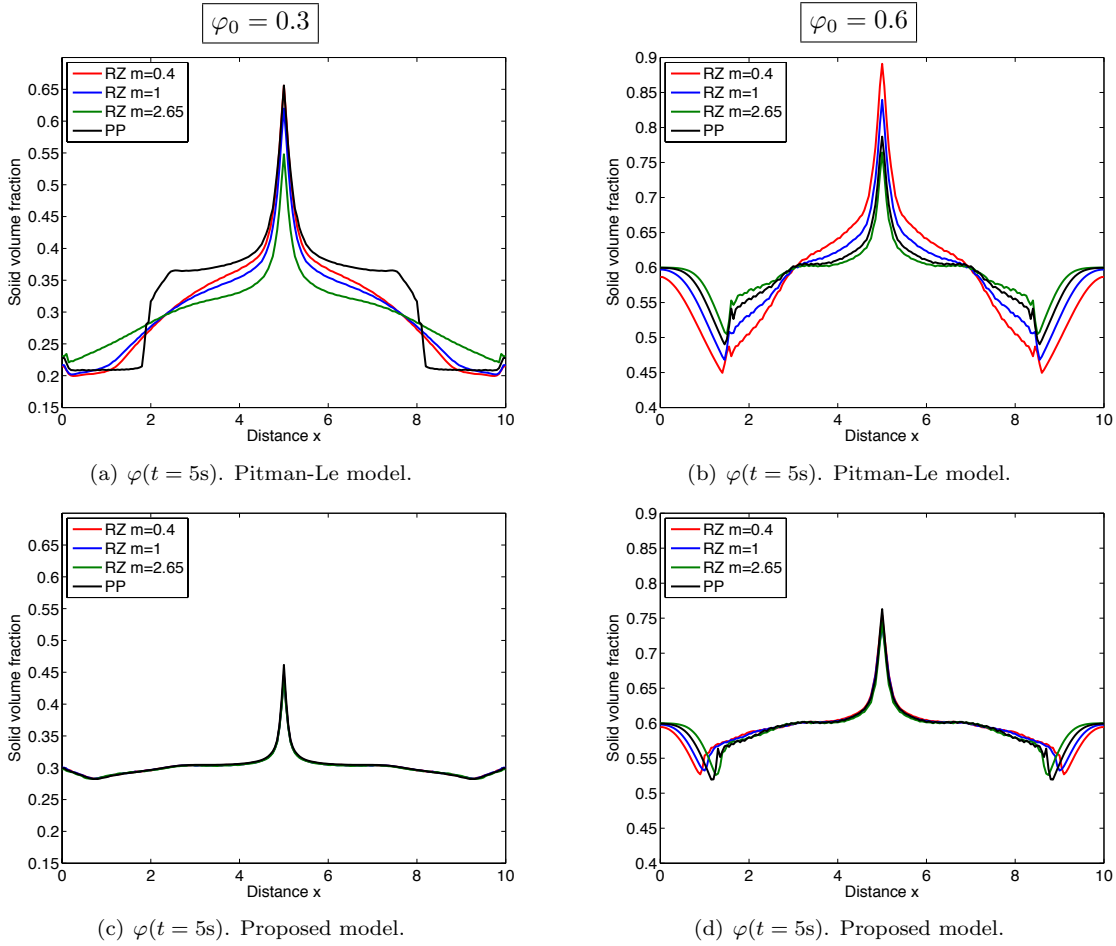 φ₀ = 0.3
φ₀ = 0.6
RZ m=0.4
RZ m=1
RZ m=2.65
PP
0.65
0.6
0.55
0.5
0.45
0.4
0.35
0.3
0.25
0.2
0.15
0 2 4 6 8 10
Solid volume fraction
Distance x
(a) φ(t = 5s). Pitman-Le model.
RZ m=0.4
RZ m=1
RZ m=2.65
PP
0.9
0.85
0.8
0.75
0.7
0.65
0.6
0.55
0.5
0.45
0.4
0 2 4 6 8 10
Solid volume fraction
Distance x
(b) φ(t = 5s). Pitman-Le model.
RZ m=0.4
RZ m=1
RZ m=2.65
PP
0.65
0.6
0.55
0.5
0.45
0.4
0.35
0.3
0.25
0.2
0.15
0 2 4 6 8 10
Solid volume fraction
Distance x
(c) φ(t = 5s). Proposed model.
RZ m=0.4
RZ m=1
RZ m=2.65
PP
0.9
0.85
0.8
0.75
0.7
0.65
0.6
0.55
0.5
0.45
0.4
0 2 4 6 8 10
Solid volume fraction
Distance x
(d) φ(t = 5s). Proposed model.